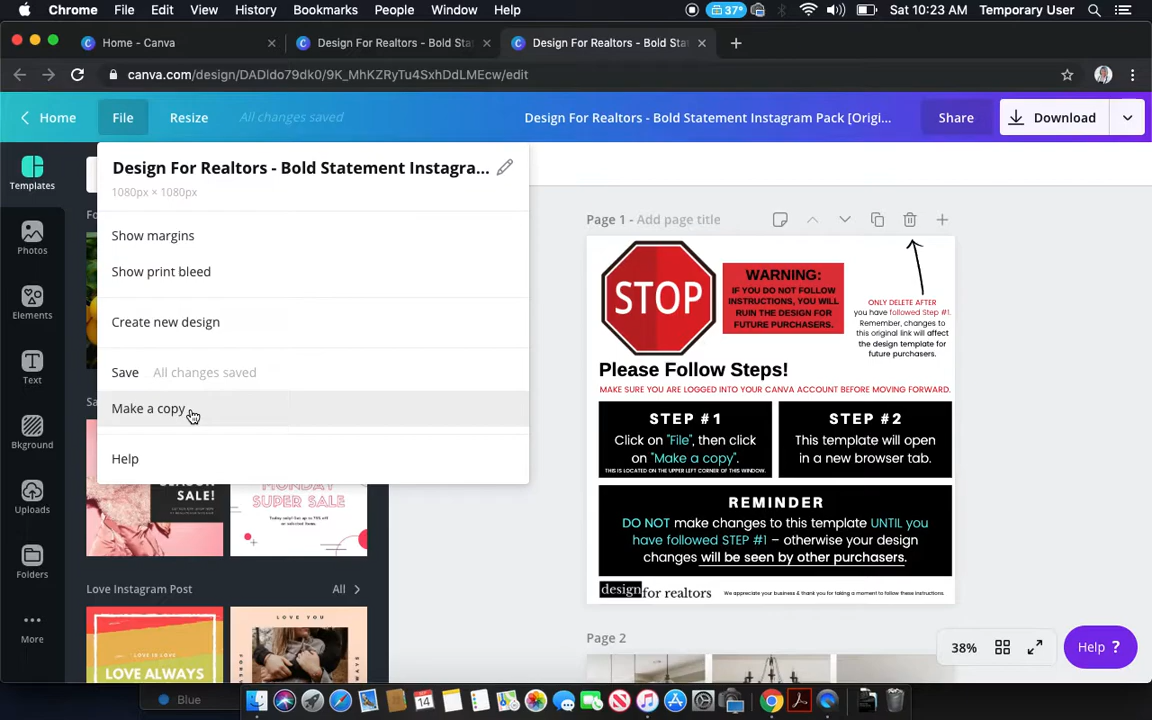 Chrome File Edit View History Bookmarks People Window Help 37° Sat 10:23 AM Temporary User
Home - Canva
Design For Realtors - Bold Sta
Design For Realtors - Bold Sta
canva.com/design/DADldo79dk0/9K_MhKZRyTu4SxhDdLMEcw/edit
Home File Resize All changes saved Design For Realtors - Bold Statement Instagram Pack [Origi... Share Download
Templates
Photos
Elements
Text
Bkground
Uploads
Folders
More
Design For Realtors - Bold Statement Instagra...
1080px × 1080px
Show margins
Show print bleed
Create new design
Save All changes saved
Make a copy
Help
Fo
Sa
SALE!
MONDAY
SUPER SALE
Love Instagram Post All
LOVE IS LOVE
LOVE ALWAYS
LOVE YOU
Page 1 - Add page title
STOP
WARNING:
IF YOU DO NOT FOLLOW
INSTRUCTIONS, YOU WILL
RUIN THE DESIGN FOR
FUTURE PURCHASERS.
ONLY DELETE AFTER
you have followed Step #1.
Remember, changes to
this original link will affect
the design template for
future purchasers.
Please Follow Steps!
MAKE SURE YOU ARE LOGGED INTO YOUR CANVA ACCOUNT BEFORE MOVING FORWARD.
STEP #1
Click on "File", then click
on "Make a copy".
THIS IS LOCATED ON THE UPPER LEFT CORNER OF THIS WINDOW.
STEP #2
This template will open
in a new browser tab.
REMINDER
DO NOT make changes to this template UNTIL you
have followed STEP #1 – otherwise your design
changes will be seen by other purchasers.
design for realtors
We appreciate your business & thank you for taking a moment to follow these instructions.
Page 2
38%
Help ?
Blue